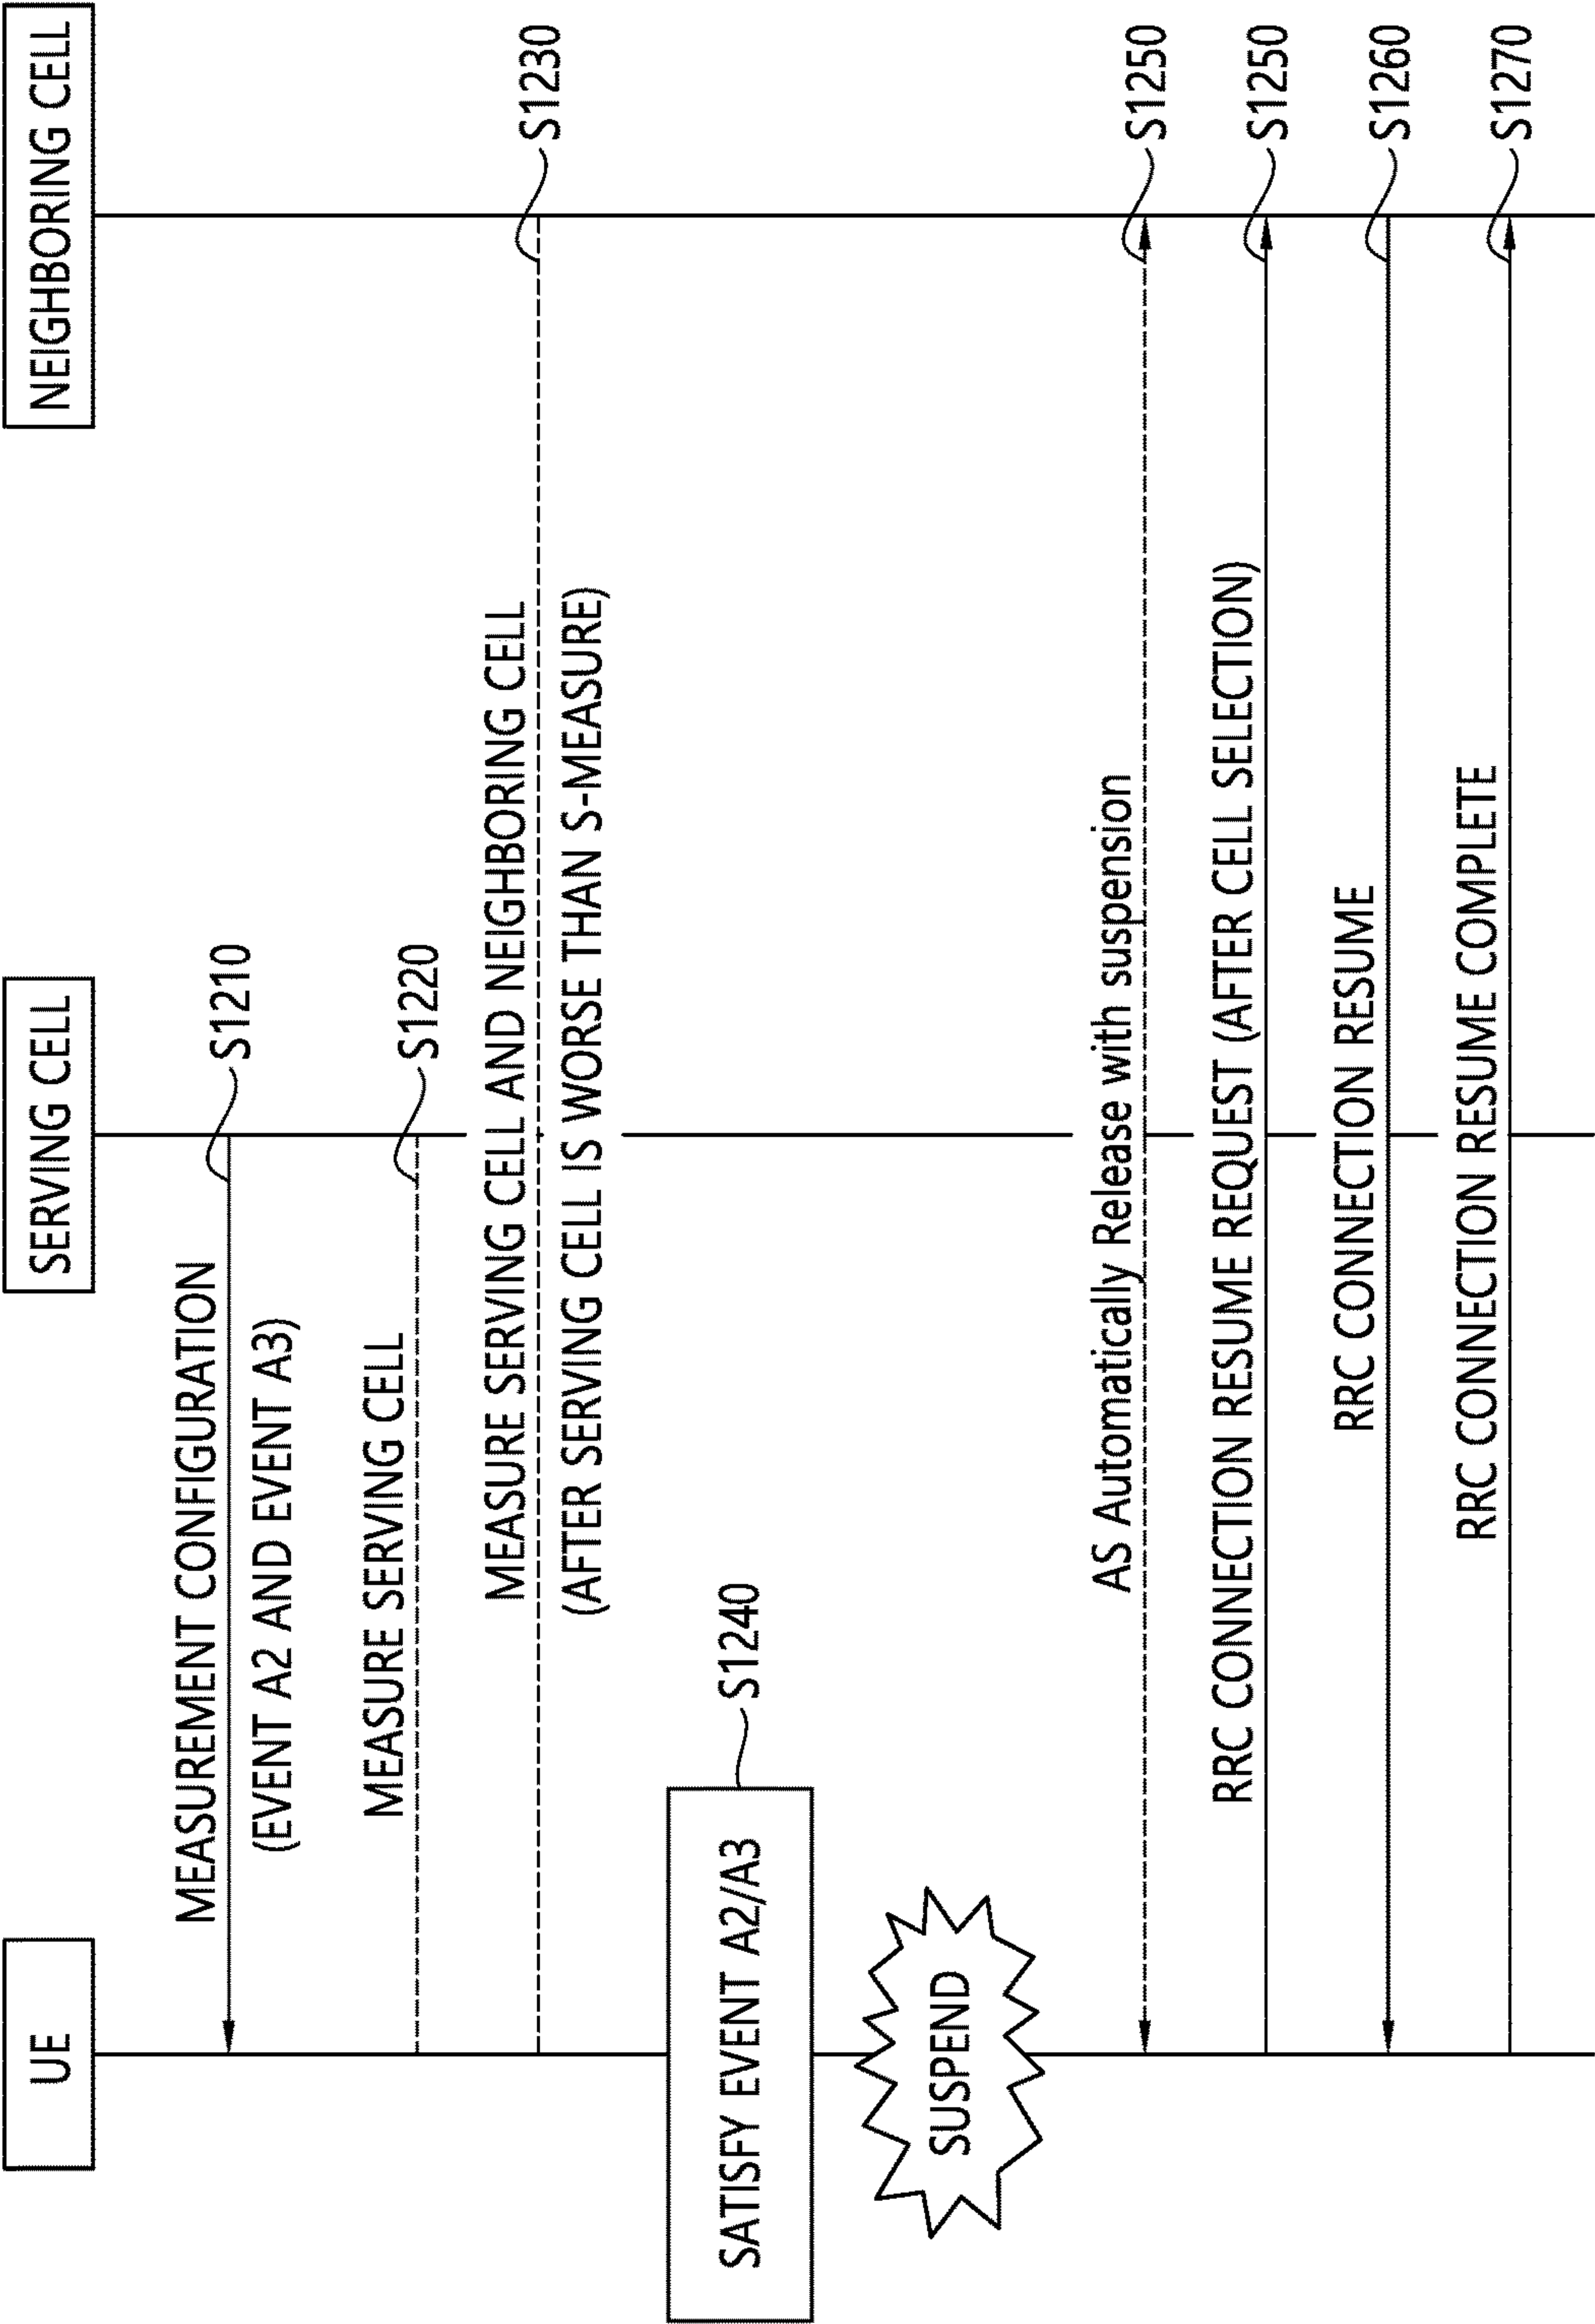 UE
SERVING CELL
NEIGHBORING CELL
MEASUREMENT CONFIGURATION
S1210
(EVENT A2 AND EVENT A3)
MEASURE SERVING CELL
S1220
MEASURE SERVING CELL AND NEIGHBORING CELL
S1230
(AFTER SERVING CELL IS WORSE THAN S-MEASURE)
S1240
SATISFY EVENT A2/A3
SUSPEND
AS Automatically Release with suspension
S1250
RRC CONNECTION RESUME REQUEST (AFTER CELL SELECTION)
S1250
RRC CONNECTION RESUME
S1260
RRC CONNECTION RESUME COMPLETE
S1270